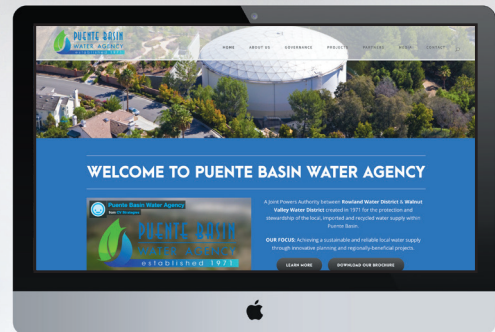 PUENTE BASIN
WATER AGENCY
established 1971
HOME ABOUT US GOVERNANCE PROJECTS PARTNERS MEDIA CONTACT
WELCOME TO PUENTE BASIN WATER AGENCY
Puente Basin Water Agency
PUENTE BASIN
WATER AGENCY
established 1971
A Joint Powers Authority between Rowland Water District & Walnut
Valley Water District created in 1971 for the protection and
stewardship of the local, imported and recycled water supply within
Puente Basin.
OUR FOCUS: Achieving a sustainable and reliable local water supply
through innovative planning and regionally-beneficial projects.
LEARN MORE DOWNLOAD OUR BROCHURE